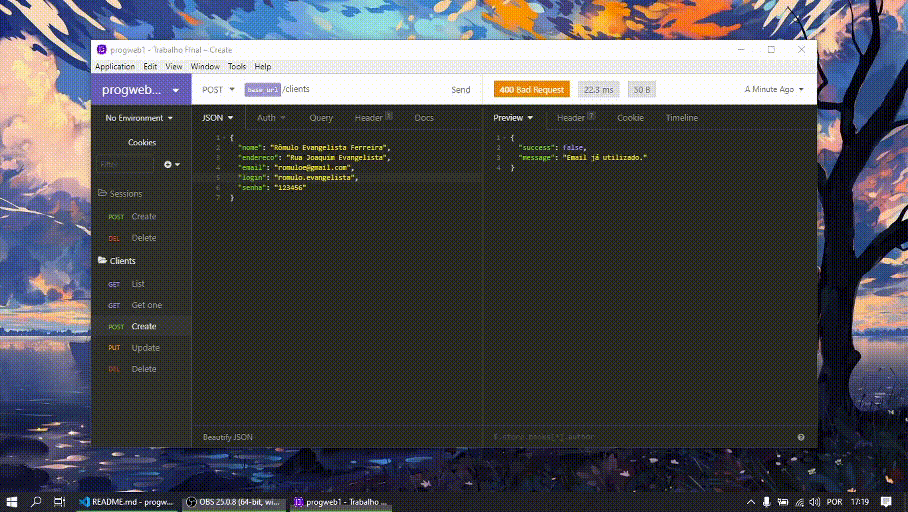 progweb1 - Trabalho Final – Create
Application Edit View Window Tools Help
progweb...
POST base_url /clients Send
400 Bad Request 22.3 ms 50 B A Minute Ago
No Environment
Cookies
Filter
Sessions
POST Create
DEL Delete
Clients
GET List
GET Get one
POST Create
PUT Update
DEL Delete
JSON Auth Query Header Docs
1 {
2 "nome": "Rômulo Evangelista Ferreira",
3 "endereco": "Rua Joaquim Evangelista",
4 "email": "romuloe@gmail.com",
5 "login": "romulo.evangelista",
6 "senha": "123456"
7 }
Beautify JSON
Preview Header 7 Cookie Timeline
1 {
2 "success": false,
3 "message": "Email já utilizado."
4 }
$.store.books[*].author
README.md - progw... OBS 25.0.8 (64-bit, wi... progweb1 - Trabalho ... POR 17:19